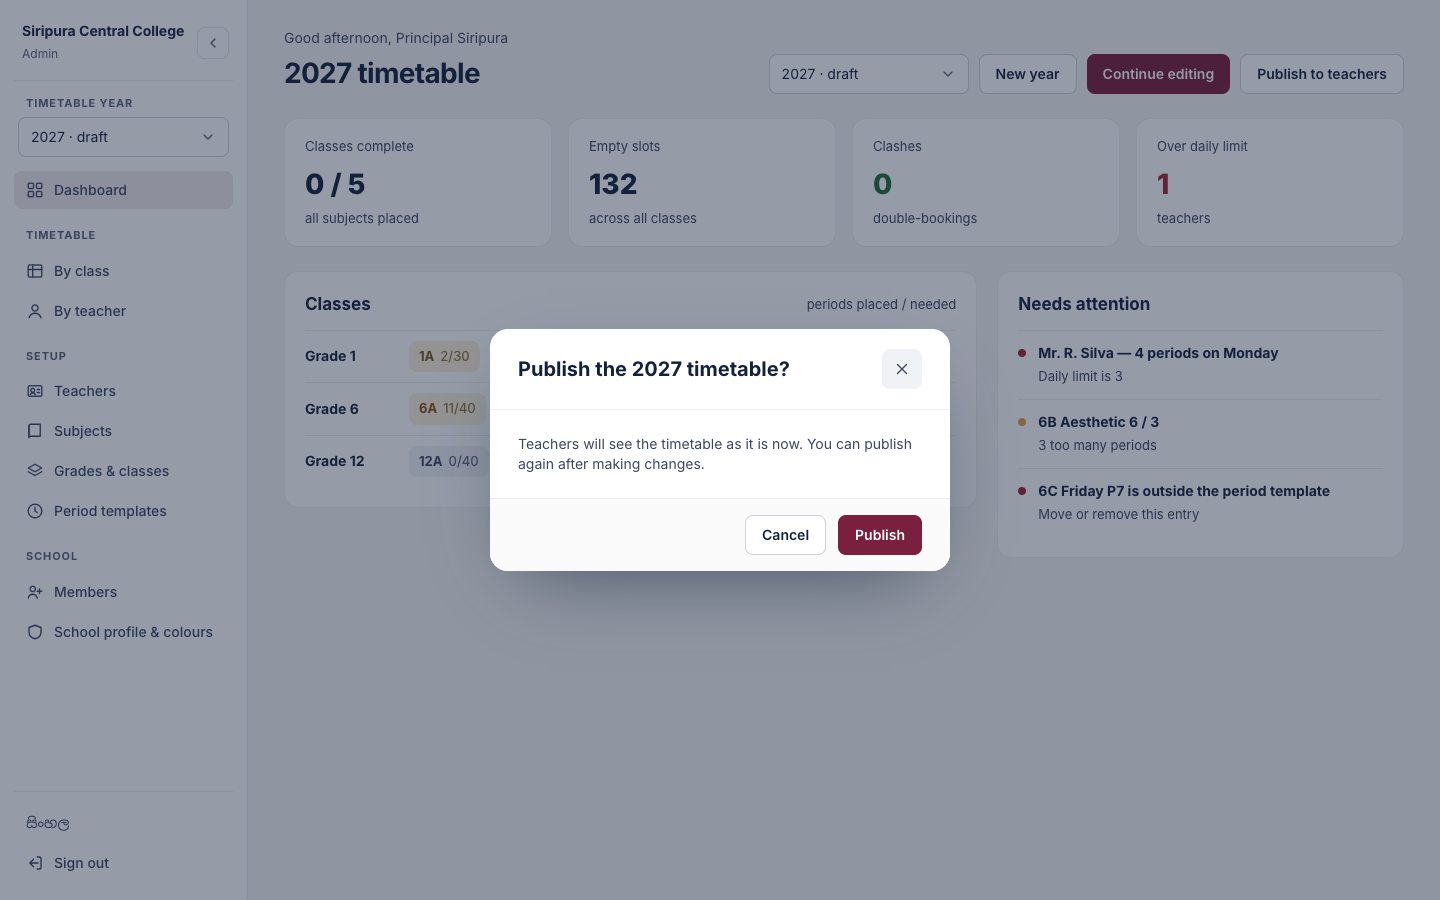 Siripura Central College
Admin
TIMETABLE YEAR
2027 · draft
Dashboard
TIMETABLE
By class
By teacher
SETUP
Teachers
Subjects
Grades & classes
Period templates
SCHOOL
Members
School profile & colours
සිංහල
Sign out
Good afternoon, Principal Siripura
2027 timetable
2027 · draft
New year
Continue editing
Publish to teachers
Classes complete
0 / 5
all subjects placed
Empty slots
132
across all classes
Clashes
0
double-bookings
Over daily limit
1
teachers
Classes
periods placed / needed
Grade 1
1A 2/30
Grade 6
6A 11/40
Grade 12
12A 0/40
Needs attention
Mr. R. Silva — 4 periods on Monday
Daily limit is 3
6B Aesthetic 6 / 3
3 too many periods
6C Friday P7 is outside the period template
Move or remove this entry
Publish the 2027 timetable?
Teachers will see the timetable as it is now. You can publish
again after making changes.
Cancel
Publish